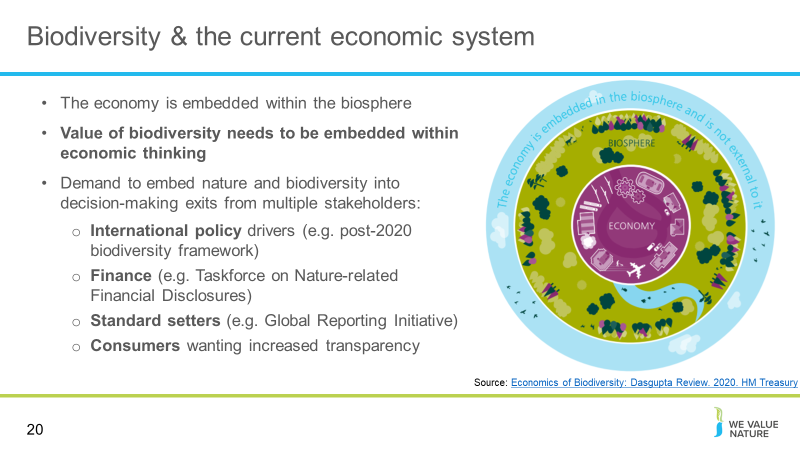 Biodiversity & the current economic system
• The economy is embedded within the biosphere
• Value of biodiversity needs to be embedded within
economic thinking
• Demand to embed nature and biodiversity into
decision-making exits from multiple stakeholders:
o International policy drivers (e.g. post-2020
biodiversity framework)
o Finance (e.g. Taskforce on Nature-related
Financial Disclosures)
o Standard setters (e.g. Global Reporting Initiative)
o Consumers wanting increased transparency
The economy is embedded in the biosphere and is not external to it
BIOSPHERE
ECONOMY
Source: Economics of Biodiversity: Dasgupta Review. 2020. HM Treasury
20
WE VALUE
NATURE